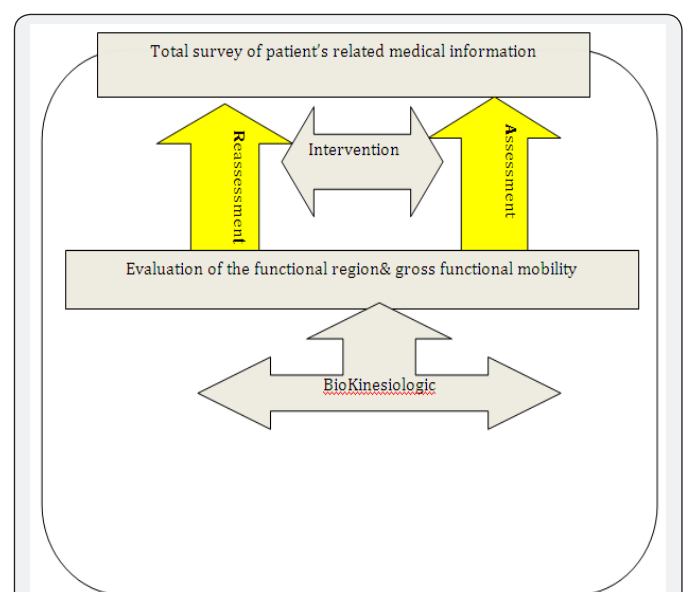 Total survey of patient's related medical information
Reassessment
Intervention
Assessment
Evaluation of the functional region& gross functional mobility
BioKinesiologic